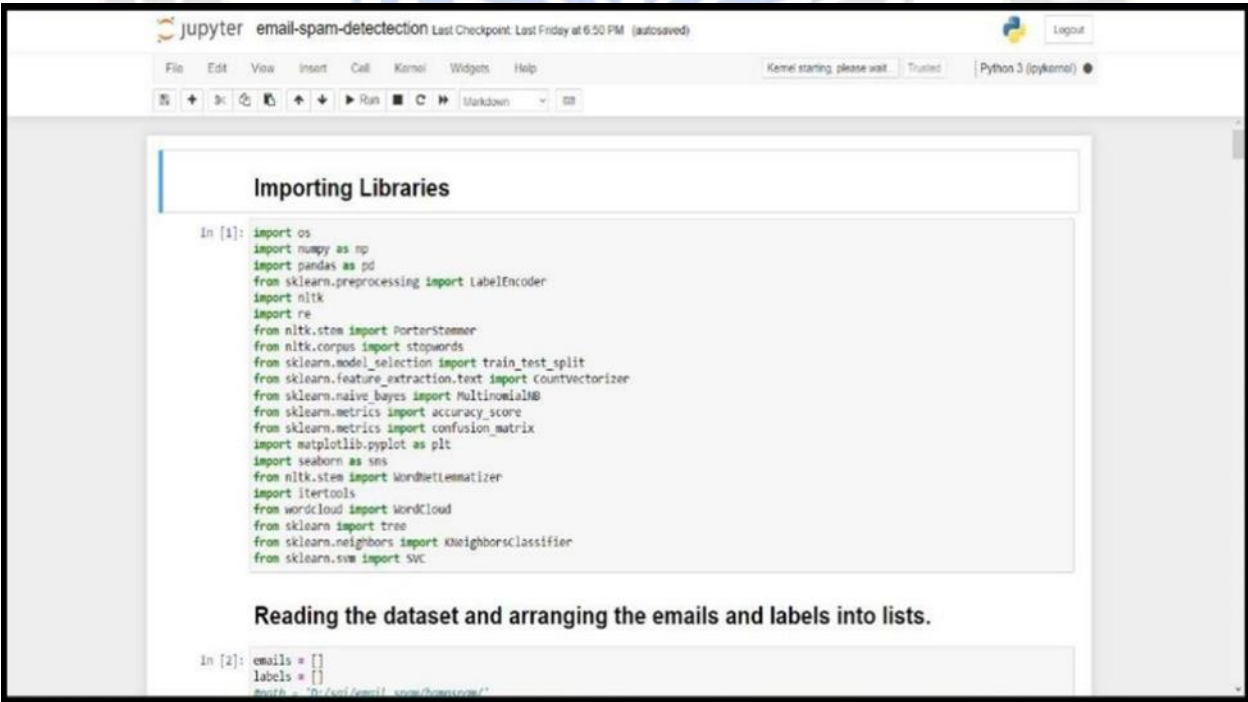 jupyter email-spam-detectection Last Checkpoint: Last Friday at 6:50 PM (autosaved)
Logout
File Edit View Insert Cell Kernel Widgets Help
Kernel starting, please wait Trusted Python 3 (ipykernel)
Run Markdown
Importing Libraries
In [1]: import os
import numpy as np
import pandas as pd
from sklearn.preprocessing import LabelEncoder
import nltk
import re
from nltk.stem import PorterStemmer
from nltk.corpus import stopwords
from sklearn.model_selection import train_test_split
from sklearn.feature_extraction.text import CountVectorizer
from sklearn.naive_bayes import MultinomialNB
from sklearn.metrics import accuracy_score
from sklearn.metrics import confusion_matrix
import matplotlib.pyplot as plt
import seaborn as sns
from nltk.stem import WordNetLemmatizer
import itertools
from wordcloud import WordCloud
from sklearn import tree
from sklearn.neighbors import KNeighborsClassifier
from sklearn.svm import SVC
Reading the dataset and arranging the emails and labels into lists.
In [2]: emails = []
labels = []